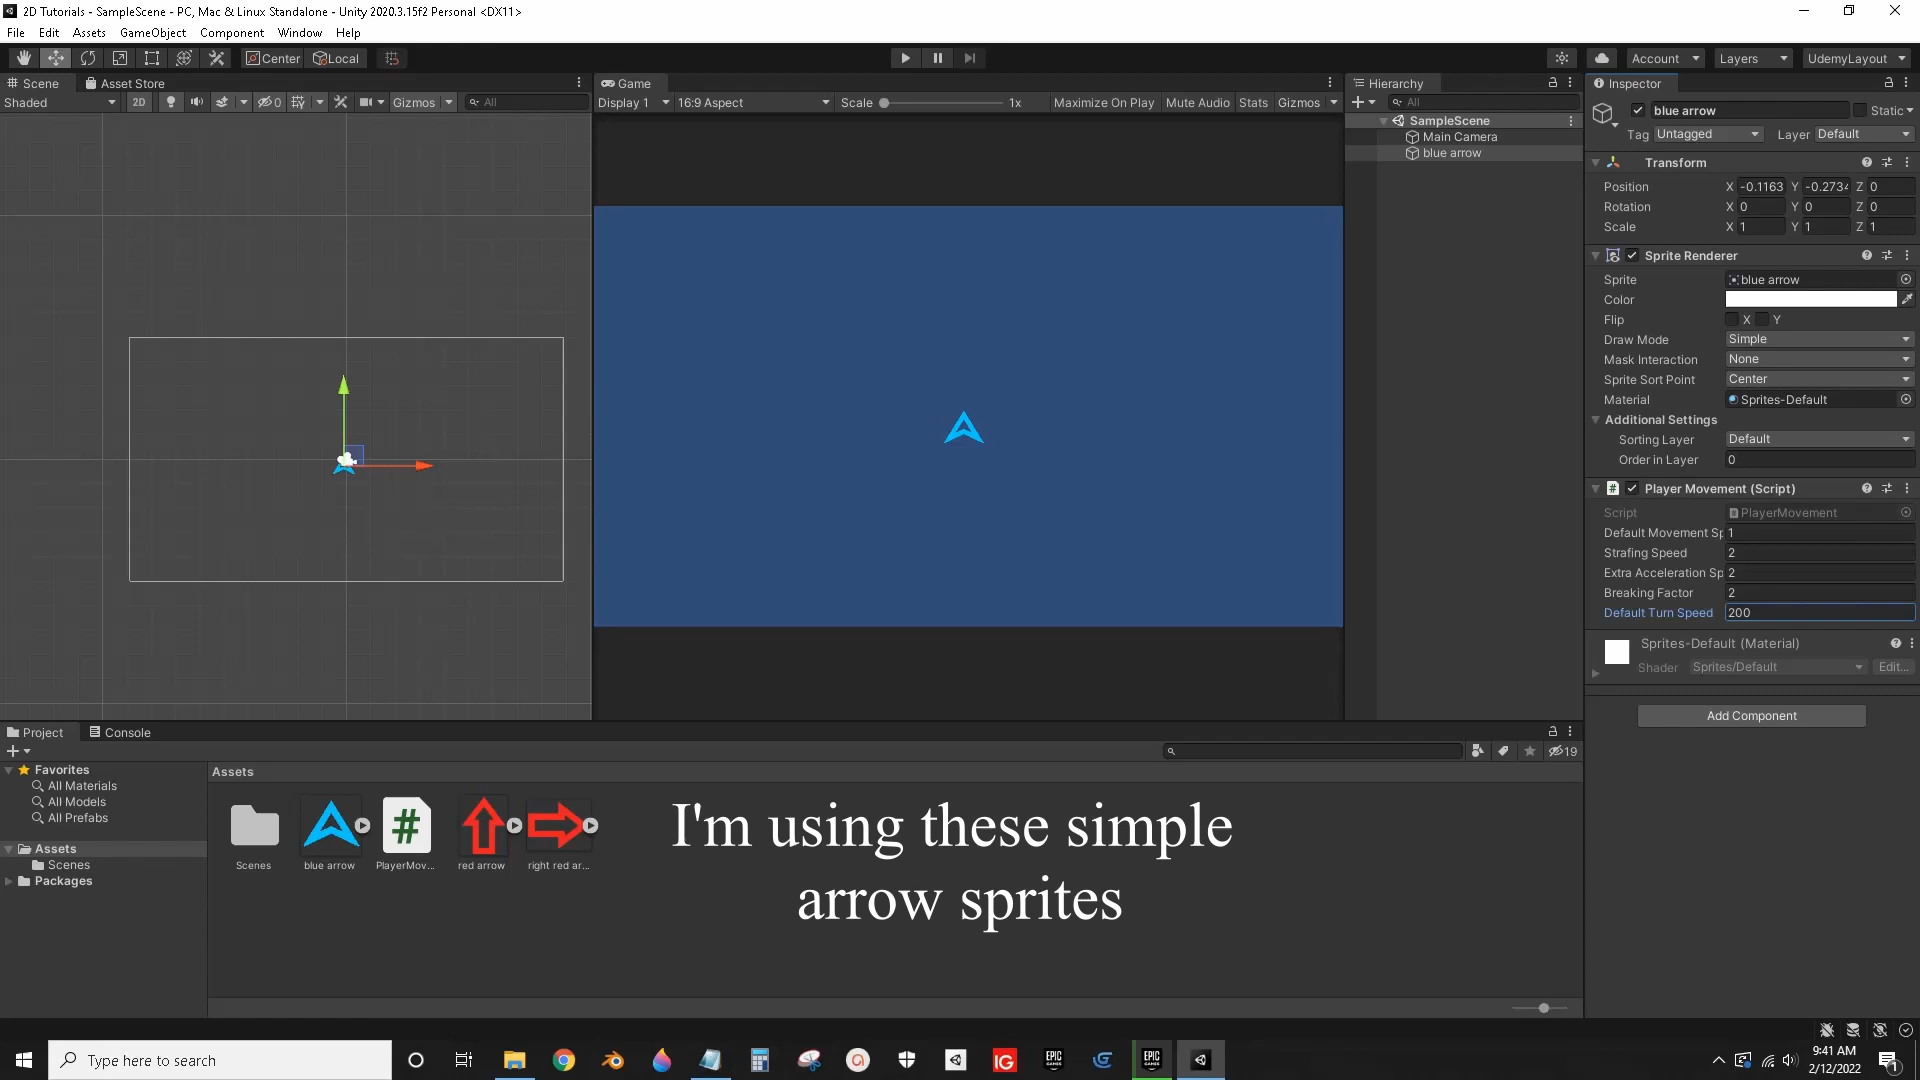 2D Tutorials - SampleScene - PC, Mac & Linux Standalone - Unity 2020.3.15f2 Personal <DX11>
File Edit Assets GameObject Component Window Help
Center Local Account Layers UdemyLayout
Scene Asset Store Game Hierarchy Inspector
Shaded 2D 0 Gizmos All Display 1 16:9 Aspect Scale 1x Maximize On Play Mute Audio Stats Gizmos All
blue arrow Static
Tag Untagged Layer Default
SampleScene
Main Camera
blue arrow
Transform
Position X -0.1163 Y -0.2734 Z 0
Rotation X 0 Y 0 Z 0
Scale X 1 Y 1 Z 1
Sprite Renderer
Sprite blue arrow
Color
Flip X Y
Draw Mode Simple
Mask Interaction None
Sprite Sort Point Center
Material Sprites-Default
Additional Settings
Sorting Layer Default
Order in Layer 0
# Player Movement (Script)
Script PlayerMovement
Default Movement Sp 1
Strafing Speed 2
Extra Acceleration Sp 2
Breaking Factor 2
Default Turn Speed 200
Sprites-Default (Material)
Shader Sprites/Default Edit...
Add Component
Project Console
19
Favorites
All Materials
All Models
All Prefabs
Assets
Scenes
Packages
Assets
#
Scenes blue arrow PlayerMov... red arrow right red ar...
I'm using these simple
arrow sprites
Type here to search
IG
EPIC GAMES
EPIC GAMES
9:41 AM
2/12/2022
1